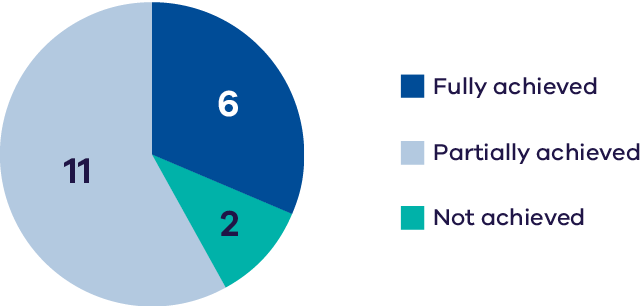 6
11
2
Fully achieved
Partially achieved
Not achieved